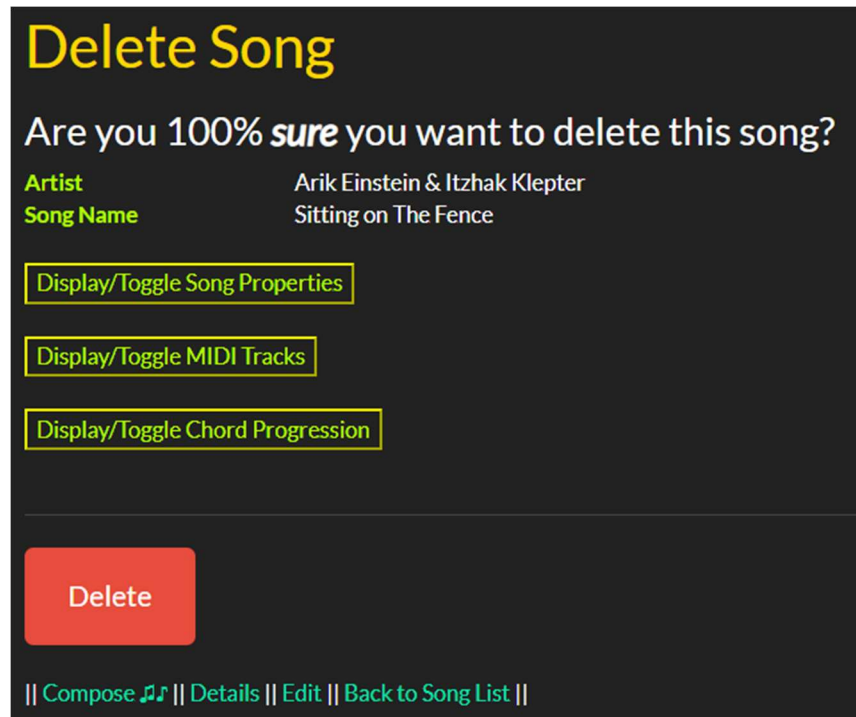 Delete Song
Are you 100% sure you want to delete this song?
Artist Arik Einstein & Itzhak Klepter
Song Name Sitting on The Fence
Display/Toggle Song Properties
Display/Toggle MIDI Tracks
Display/Toggle Chord Progression
Delete
|| Compose ♫♪ || Details || Edit || Back to Song List ||